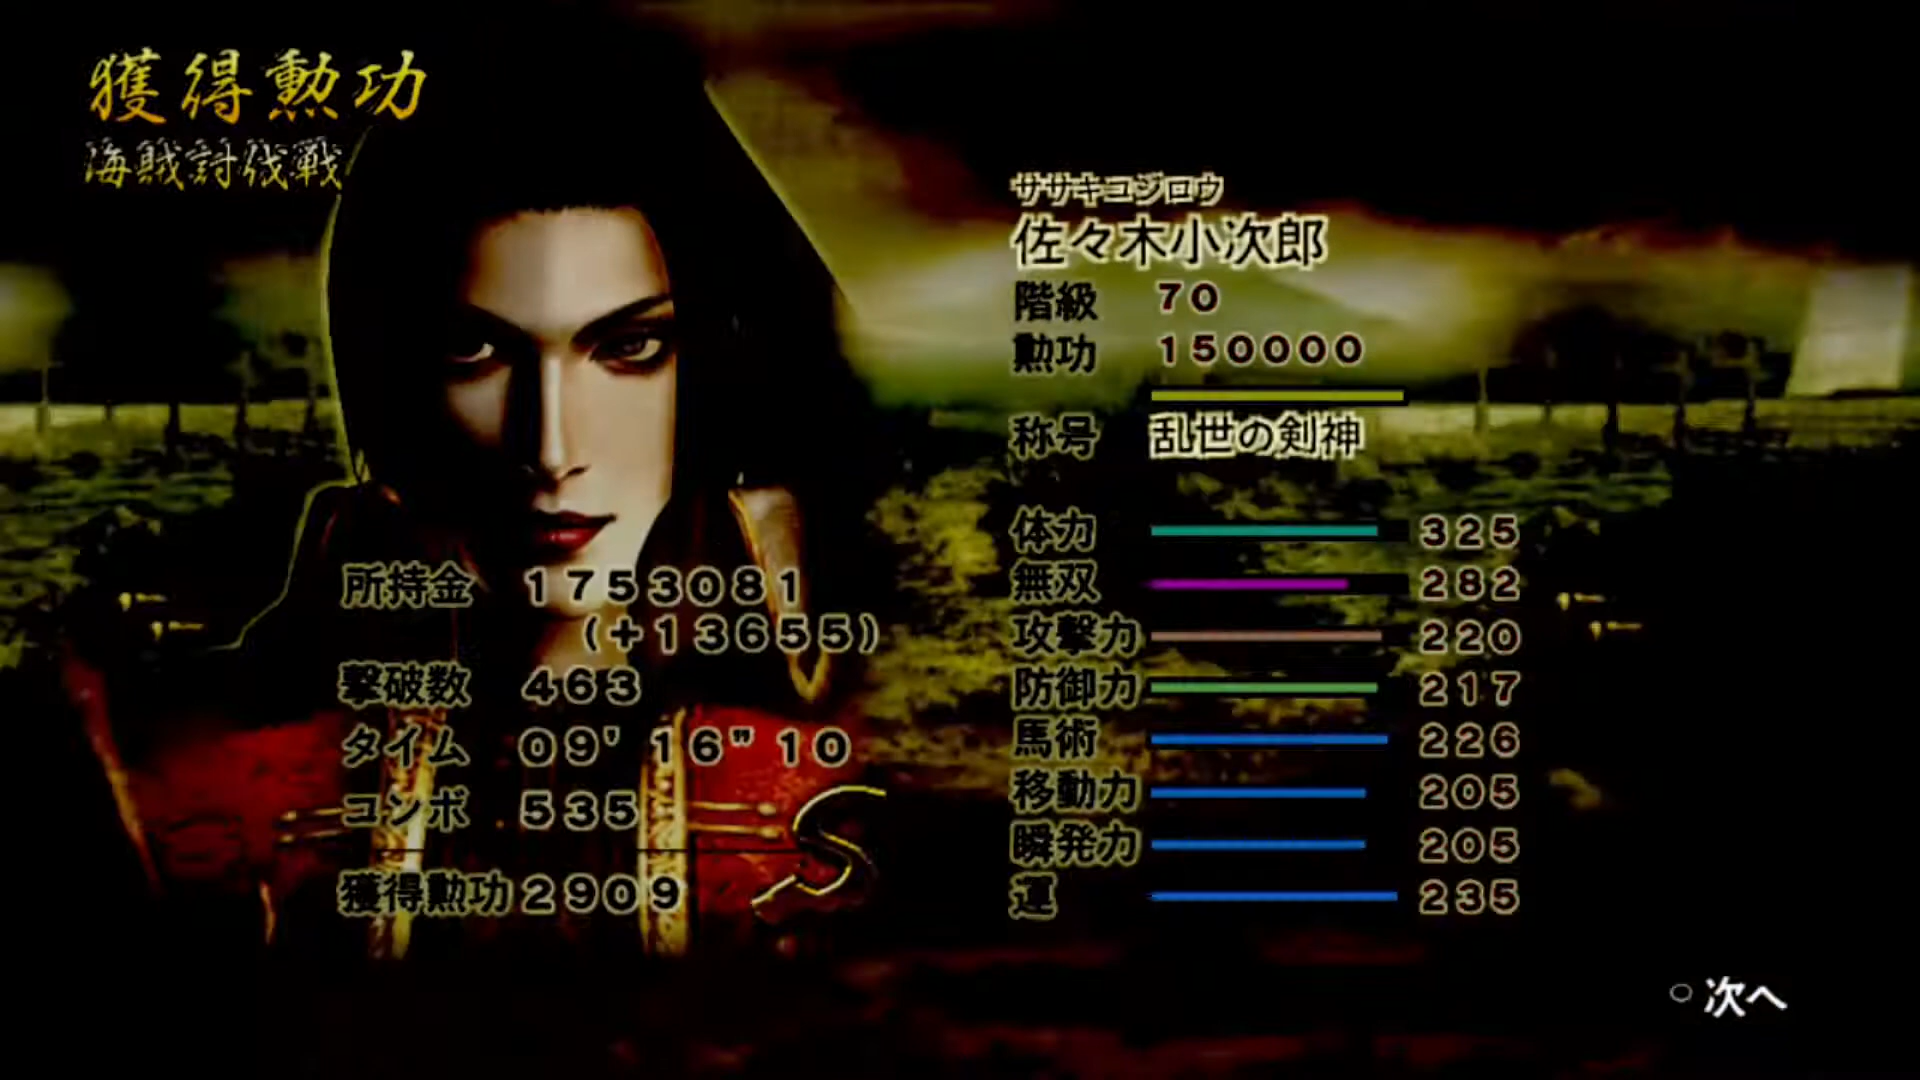 獲得勲功
海賊討伐戦
ササキコジロウ
佐々木小次郎
階級 70
勲功 150000
称号 乱世の剣神
体力 325
無双 282
攻撃力 220
防御力 217
馬術 226
移動力 205
瞬発力 205
運 235
所持金 1753081
(+13655)
撃破数 463
タイム 09'16"10
コンボ 535
S
獲得勲功 2909
○次へ